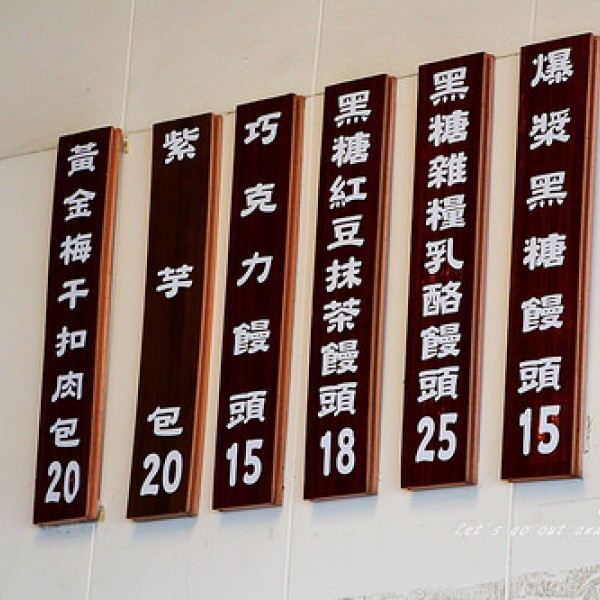 爆漿黑糖饅頭15
黑糖雜糧乳酪饅頭25
黑糖紅豆抹茶饅頭18
巧克力饅頭15
紫芋包20
黃金梅干扣肉包20
Let's go out and